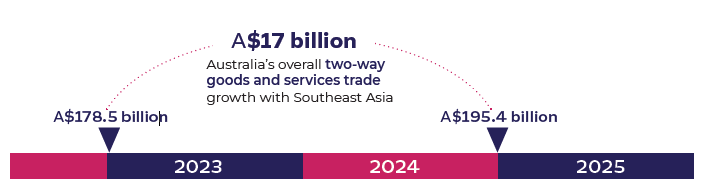 A$17 billion
Australia's overall two-way
goods and services trade
growth with Southeast Asia
A$178.5 billion
A$195.4 billion
2023
2024
2025